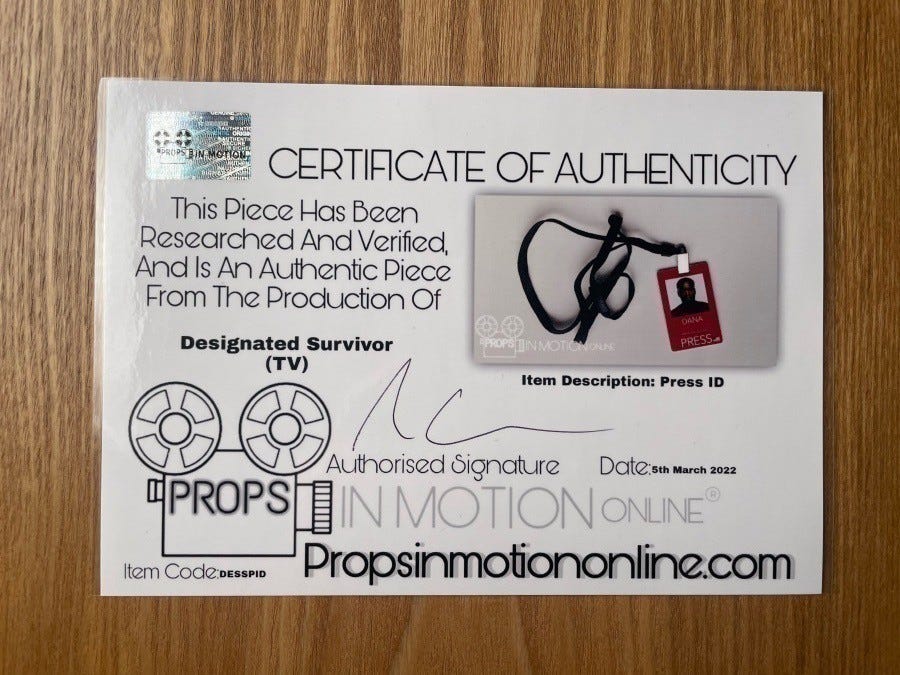 PROPS IN MOTION
CERTIFICATE OF AUTHENTICITY
This Piece Has Been
Researched And Verified,
And Is An Authentic Piece
From The Production Of
Designated Survivor
(TV)
DANA
PRESS
PROPS IN MOTION ONLINE
Item Description: Press ID
Authorised Signature Date: 5th March 2022
PROPS IN MOTION ONLINE®
Item Code: DESSPID Propsinmotiononline.com